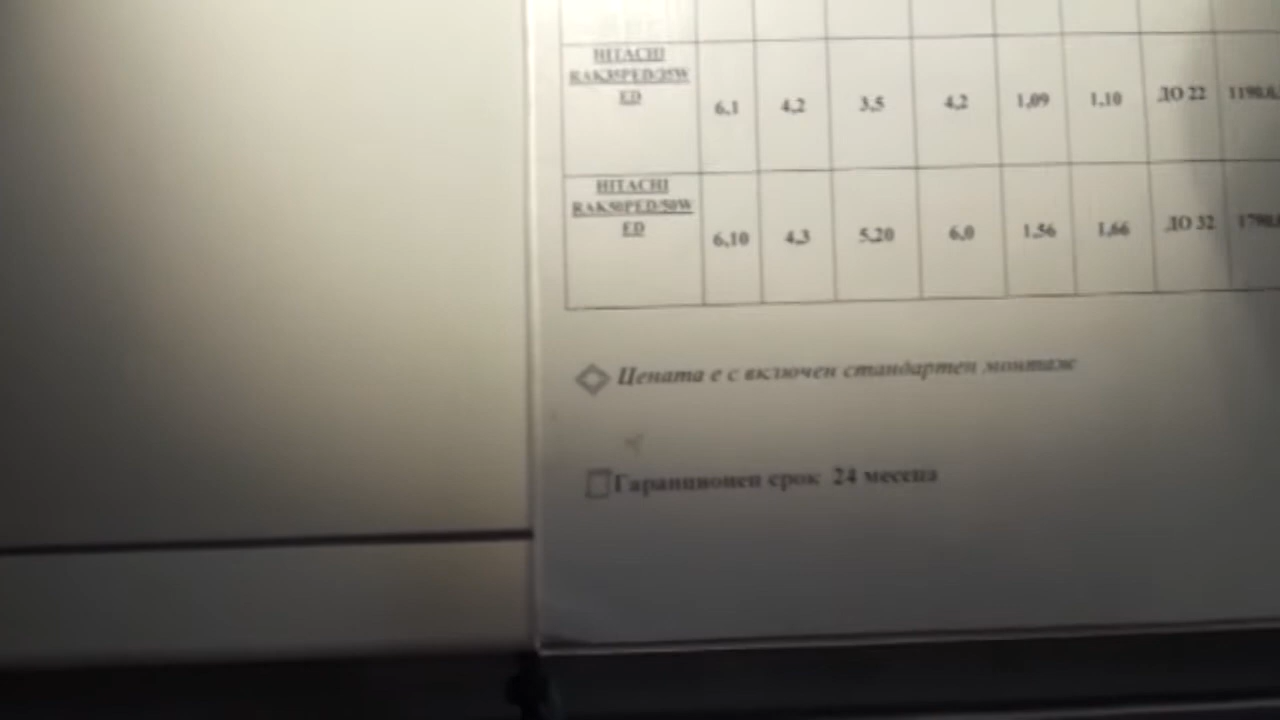 HITACHI
RAK35PED/35W
ED
6,1 4,2 3,5 4,2 1,09 1,10 ДО 22
HITACHI
RAK50PED/50W
ED
6,10 4,3 5,20 6,0 1,56 1,66 ДО 32
Цената е с включен стандартен монтаж
Гаранционен срок 24 месеца